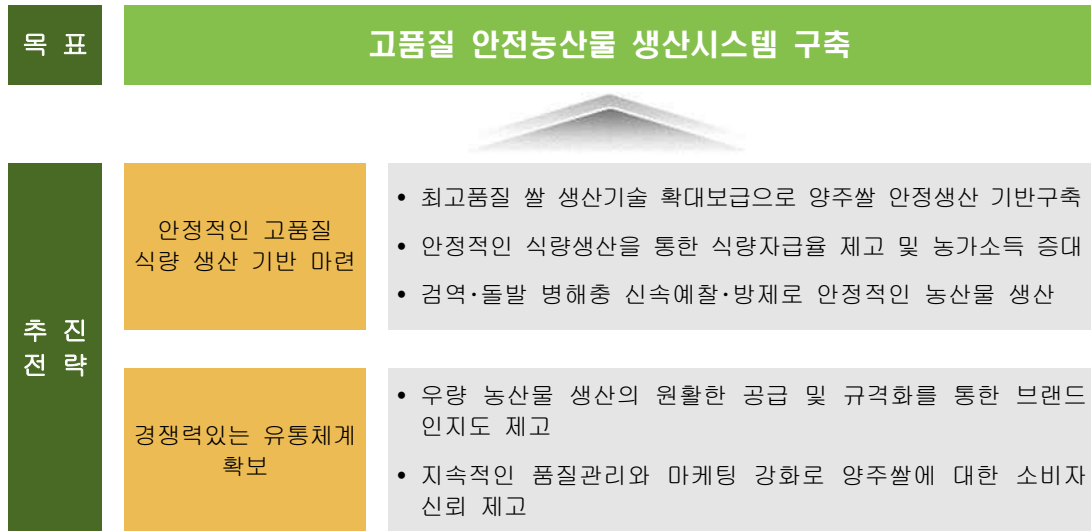 목 표
고품질 안전농산물 생산시스템 구축
추 진
전 략
안정적인 고품질
식량 생산 기반 마련
• 최고품질 쌀 생산기술 확대보급으로 양주쌀 안정생산 기반구축
• 안정적인 식량생산을 통한 식량자급율 제고 및 농가소득 증대
• 검역·돌발 병해충 신속예찰·방제로 안정적인 농산물 생산
경쟁력있는 유통체계
확보
• 우량 농산물 생산의 원활한 공급 및 규격화를 통한 브랜드
인지도 제고
• 지속적인 품질관리와 마케팅 강화로 양주쌀에 대한 소비자
신뢰 제고